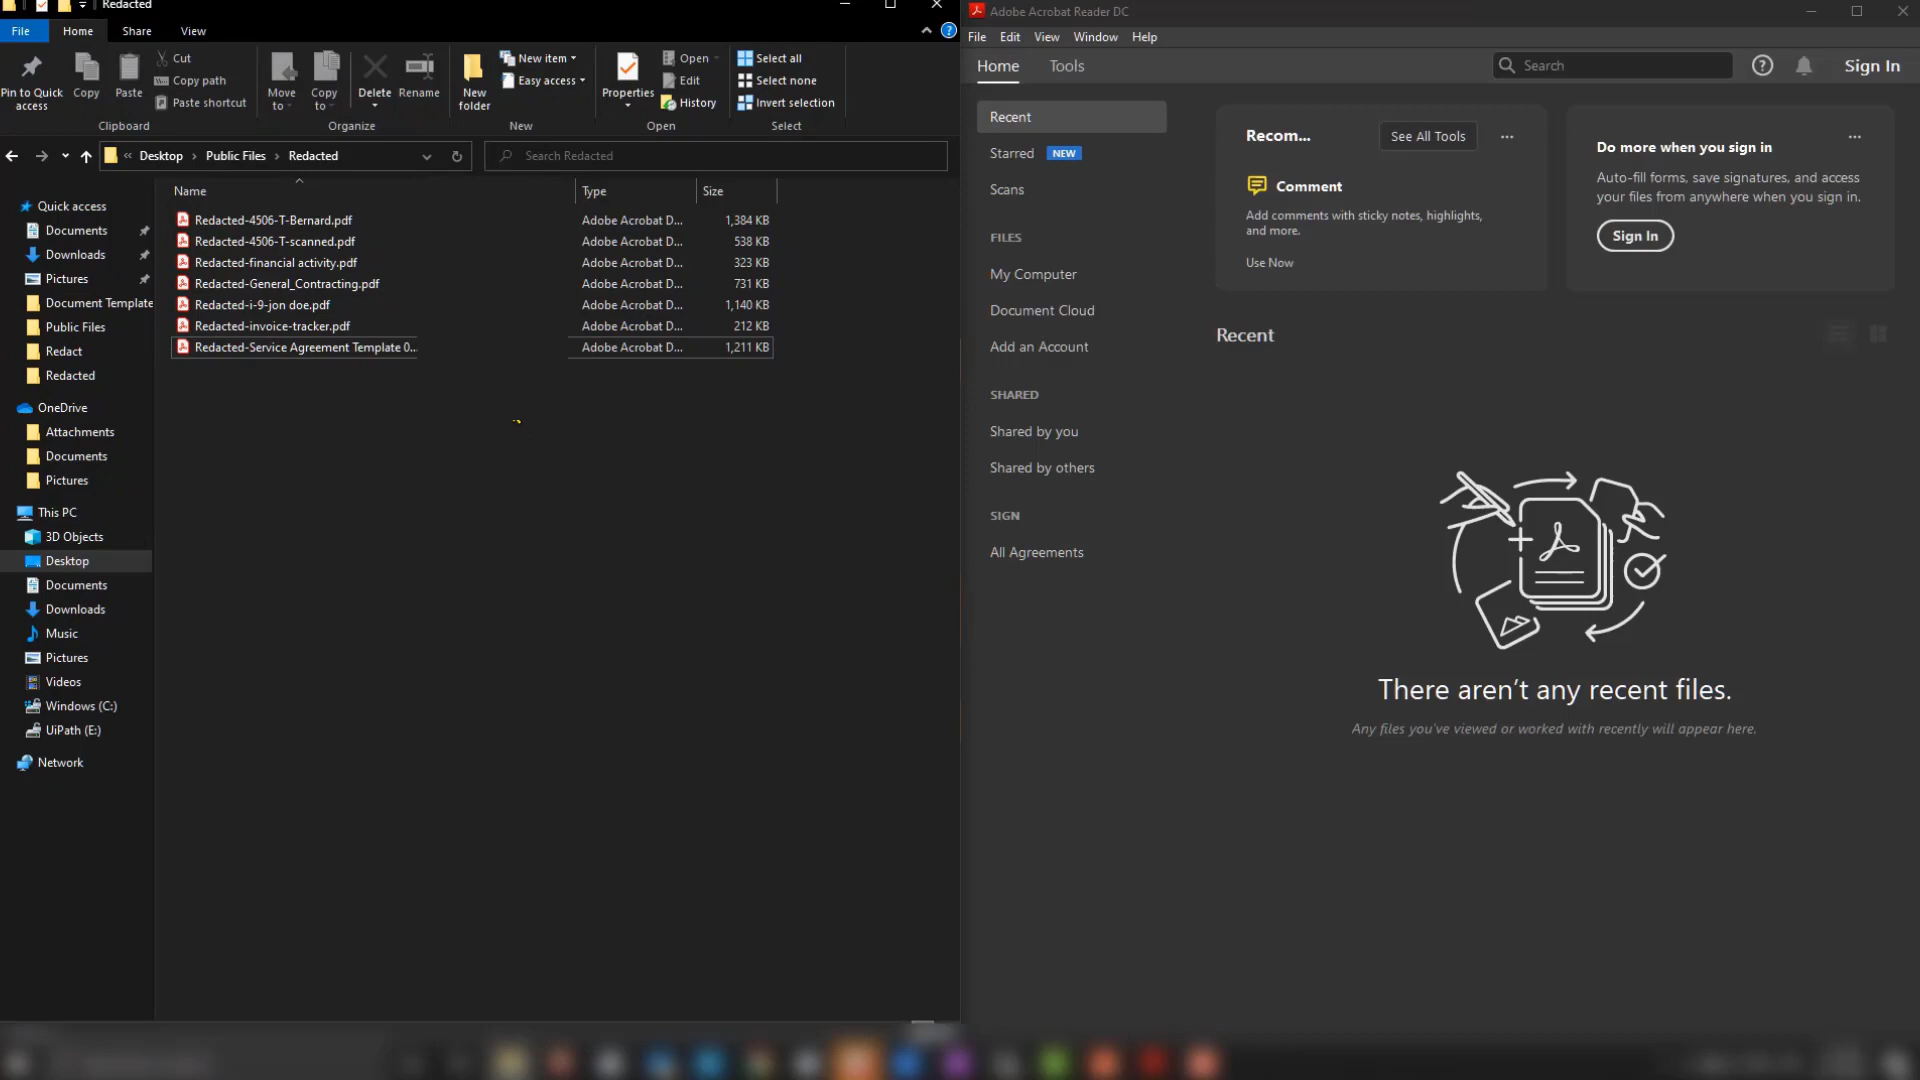 Redacted
File Home Share View
Pin to Quick access
Copy
Paste
Cut
Copy path
Paste shortcut
Clipboard
Move to
Copy to
Delete
Rename
Organize
New folder
New item
Easy access
New
Properties
Open
Edit
History
Open
Select all
Select none
Invert selection
Select
« Desktop > Public Files > Redacted
Search Redacted
Name Type Size
Redacted-4506-T-Bernard.pdf Adobe Acrobat D... 1,384 KB
Redacted-4506-T-scanned.pdf Adobe Acrobat D... 538 KB
Redacted-financial activity.pdf Adobe Acrobat D... 323 KB
Redacted-General_Contracting.pdf Adobe Acrobat D... 731 KB
Redacted-i-9-jon doe.pdf Adobe Acrobat D... 1,140 KB
Redacted-invoice-tracker.pdf Adobe Acrobat D... 212 KB
Redacted-Service Agreement Template 0... Adobe Acrobat D... 1,211 KB
Quick access
Documents
Downloads
Pictures
Document Template
Public Files
Redact
Redacted
OneDrive
Attachments
Documents
Pictures
This PC
3D Objects
Desktop
Documents
Downloads
Music
Pictures
Videos
Windows (C:)
UiPath (E:)
Network
Adobe Acrobat Reader DC
File Edit View Window Help
Home Tools
Search
Sign In
Recent
Starred NEW
Scans
FILES
My Computer
Document Cloud
Add an Account
SHARED
Shared by you
Shared by others
SIGN
All Agreements
Recom...
See All Tools
Comment
Add comments with sticky notes, highlights,
and more.
Use Now
Do more when you sign in
Auto-fill forms, save signatures, and access
your files from anywhere when you sign in.
Sign In
Recent
There aren't any recent files.
Any files you've viewed or worked with recently will appear here.